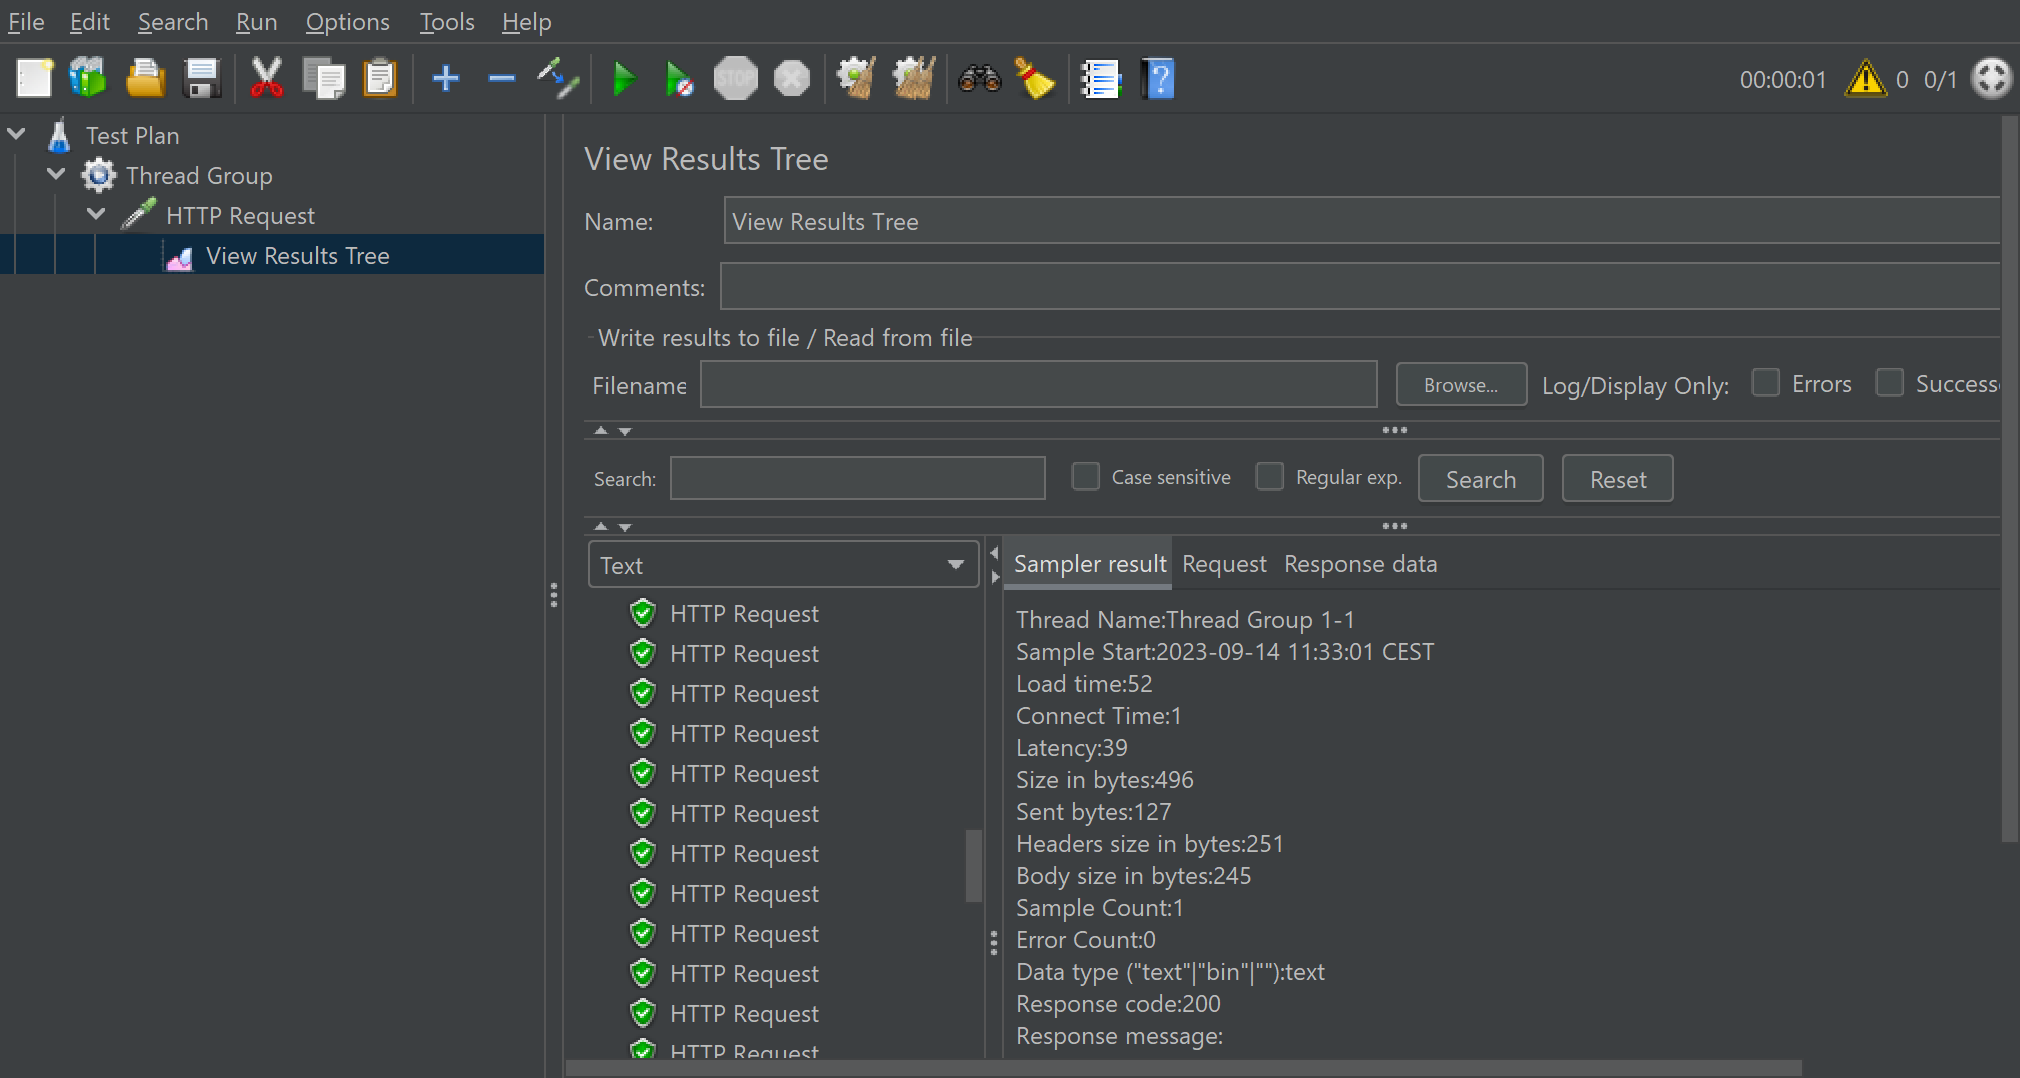 File Edit Search Run Options Tools Help
STOP
00:00:01 0 0/1
Test Plan
Thread Group
HTTP Request
View Results Tree
View Results Tree
Name: View Results Tree
Comments:
Write results to file / Read from file
Filename Browse... Log/Display Only: Errors Success
Search: Case sensitive Regular exp. Search Reset
Text
HTTP Request
HTTP Request
HTTP Request
HTTP Request
HTTP Request
HTTP Request
HTTP Request
HTTP Request
HTTP Request
HTTP Request
HTTP Request
HTTP Request
Sampler result Request Response data
Thread Name:Thread Group 1-1
Sample Start:2023-09-14 11:33:01 CEST
Load time:52
Connect Time:1
Latency:39
Size in bytes:496
Sent bytes:127
Headers size in bytes:251
Body size in bytes:245
Sample Count:1
Error Count:0
Data type ("text"|"bin"|""):text
Response code:200
Response message: